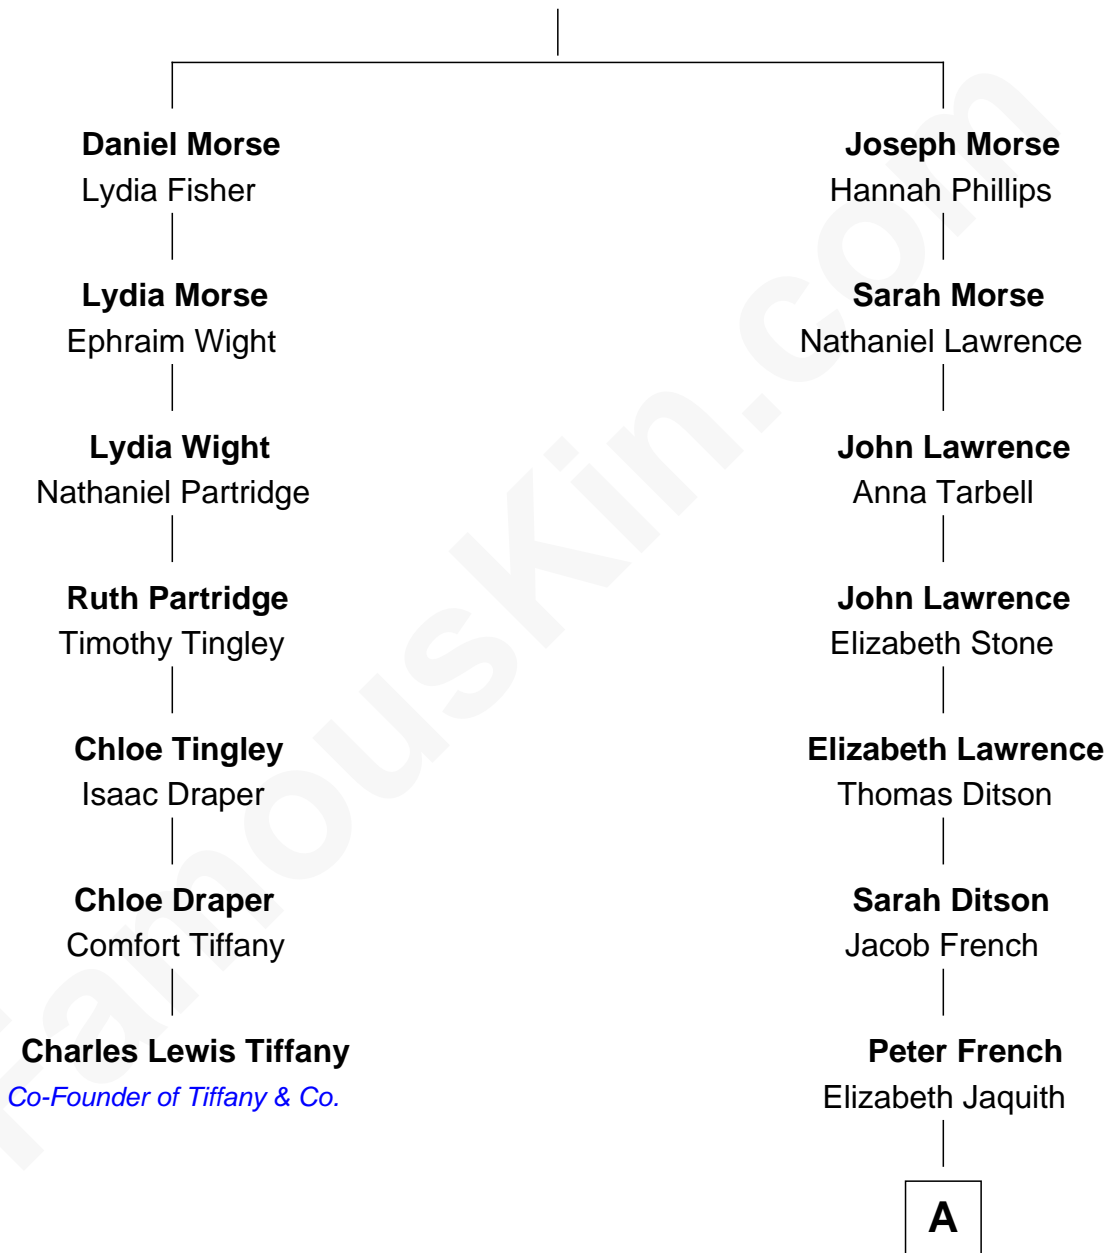 Daniel Morse
Lydia Fisher
Lydia Morse
Ephraim Wight
Lydia Wight
Nathaniel Partridge
Ruth Partridge
Timothy Tingley
Chloe Tingley
Isaac Draper
Chloe Draper
Comfort Tiffany
Charles Lewis Tiffany
Co-Founder of Tiffany & Co.
Joseph Morse
Hannah Phillips
Sarah Morse
Nathaniel Lawrence
John Lawrence
Anna Tarbell
John Lawrence
Elizabeth Stone
Elizabeth Lawrence
Thomas Ditson
Sarah Ditson
Jacob French
Peter French
Elizabeth Jaquith
A
FamousKin.com